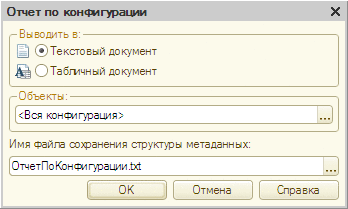 Отчет по конфигурации
Выводить в:
Текстовый документ
Табличный документ
Объекты:
<Вся конфигурация>
...
Имя файла сохранения структуры метаданных:
ОтчетПоКонфигурации.txt
...
ОК Отмена Справка